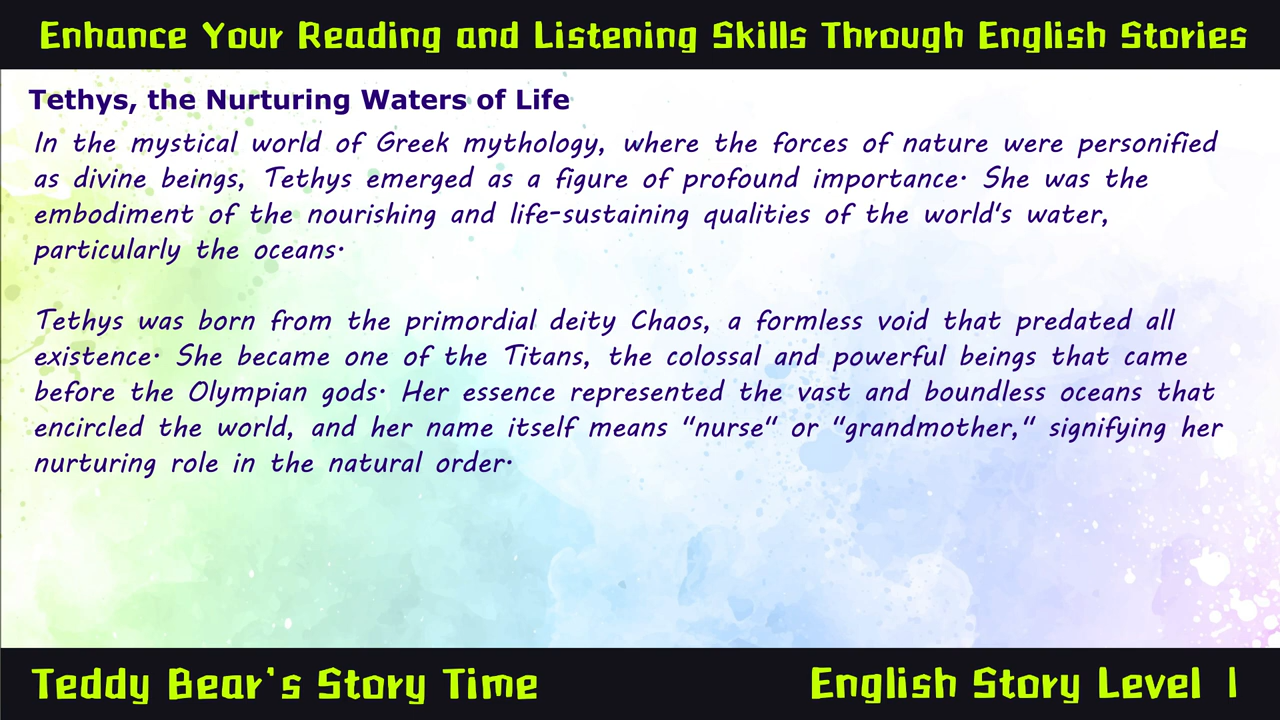 Enhance Your Reading and Listening Skills Through English Stories
Tethys, the Nurturing Waters of Life
In the mystical world of Greek mythology, where the forces of nature were personified
as divine beings, Tethys emerged as a figure of profound importance. She was the
embodiment of the nourishing and life-sustaining qualities of the world's water,
particularly the oceans.
Tethys was born from the primordial deity Chaos, a formless void that predated all
existence. She became one of the Titans, the colossal and powerful beings that came
before the Olympian gods. Her essence represented the vast and boundless oceans that
encircled the world, and her name itself means "nurse" or "grandmother," signifying her
nurturing role in the natural order.
Teddy Bear's Story Time
English Story Level 1